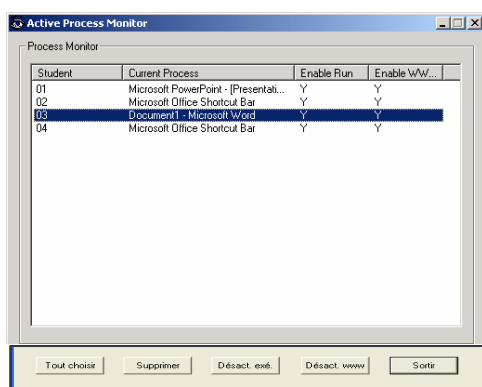 Active Process Monitor
Process Monitor
Student Current Process Enable Run Enable WW...
01 Microsoft PowerPoint - [Presentati... Y Y
02 Microsoft Office Shortcut Bar Y Y
03 Document1 - Microsoft Word Y Y
04 Microsoft Office Shortcut Bar Y Y
Tout choisir Supprimer Désact. exé. Désact. www Sortir